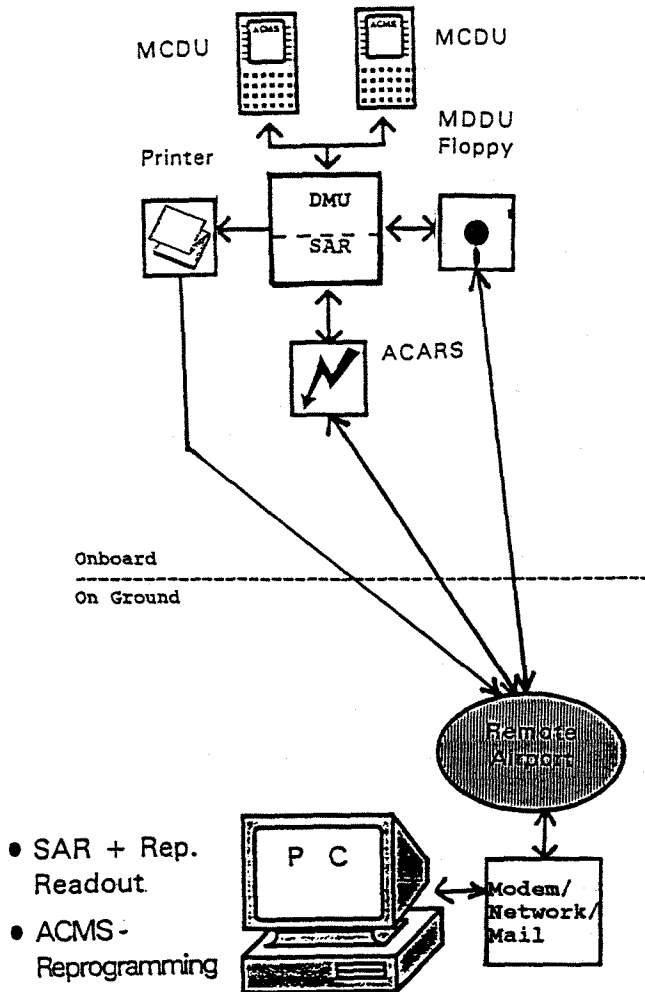 ACMS
ACMS
MCDU
MCDU
MDDU
Floppy
Printer
DMU
SAR
ACARS
Onboard
On Ground
Remote
Airport
• SAR + Rep.
Readout
P C
Modem/
Network/
Mail
• ACMS-
Reprogramming